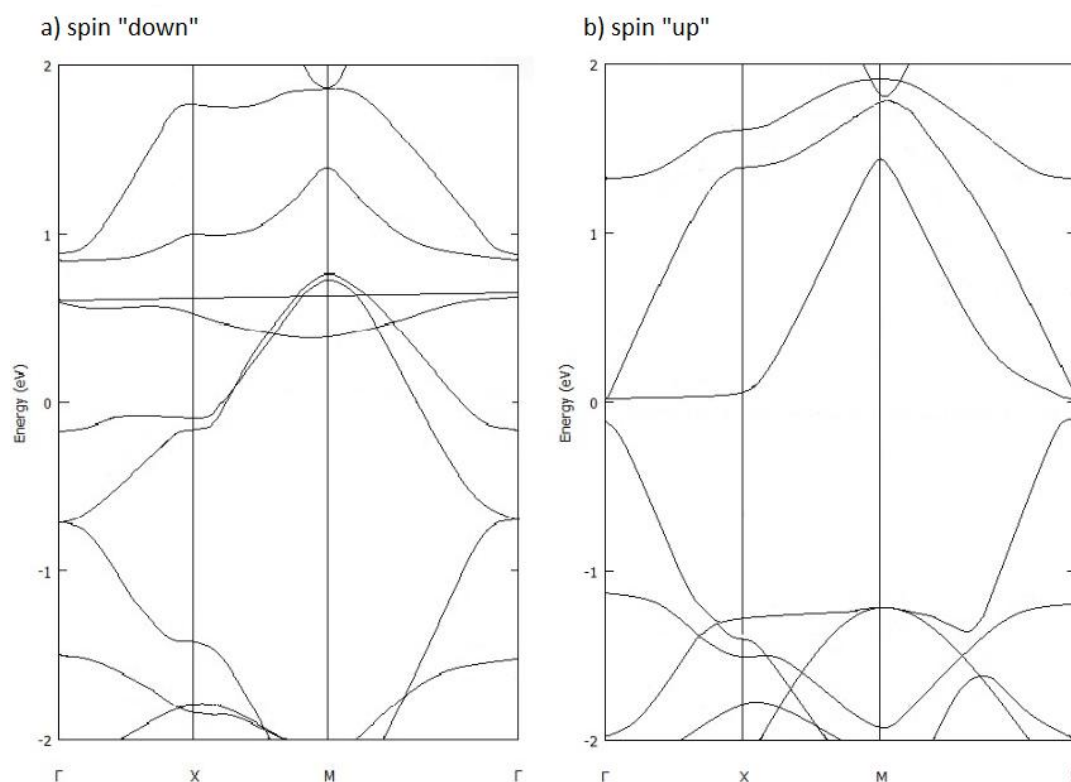 a) spin "down"
b) spin "up"
2
1
0
-1
-2
Energy (eV)
Γ X M Γ
2
1
0
-1
-2
Energy (eV)
Γ X M